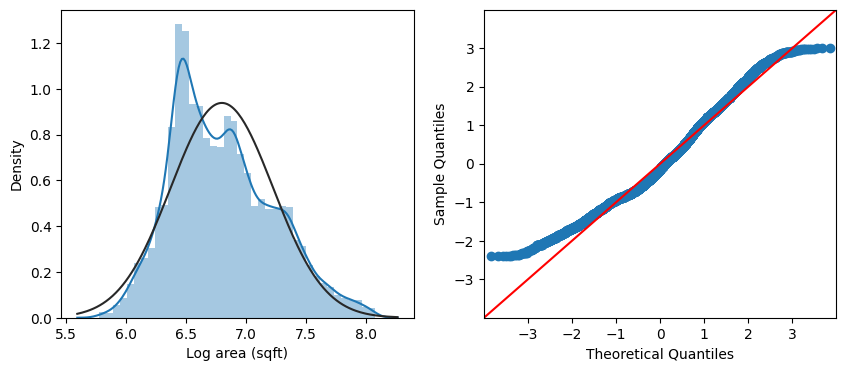 1.2
1.0
0.8
0.6
0.4
0.2
0.0
Density
5.5 6.0 6.5 7.0 7.5 8.0
Log area (sqft)
3
2
1
0
−1
−2
−3
Sample Quantiles
−3 −2 −1 0 1 2 3
Theoretical Quantiles